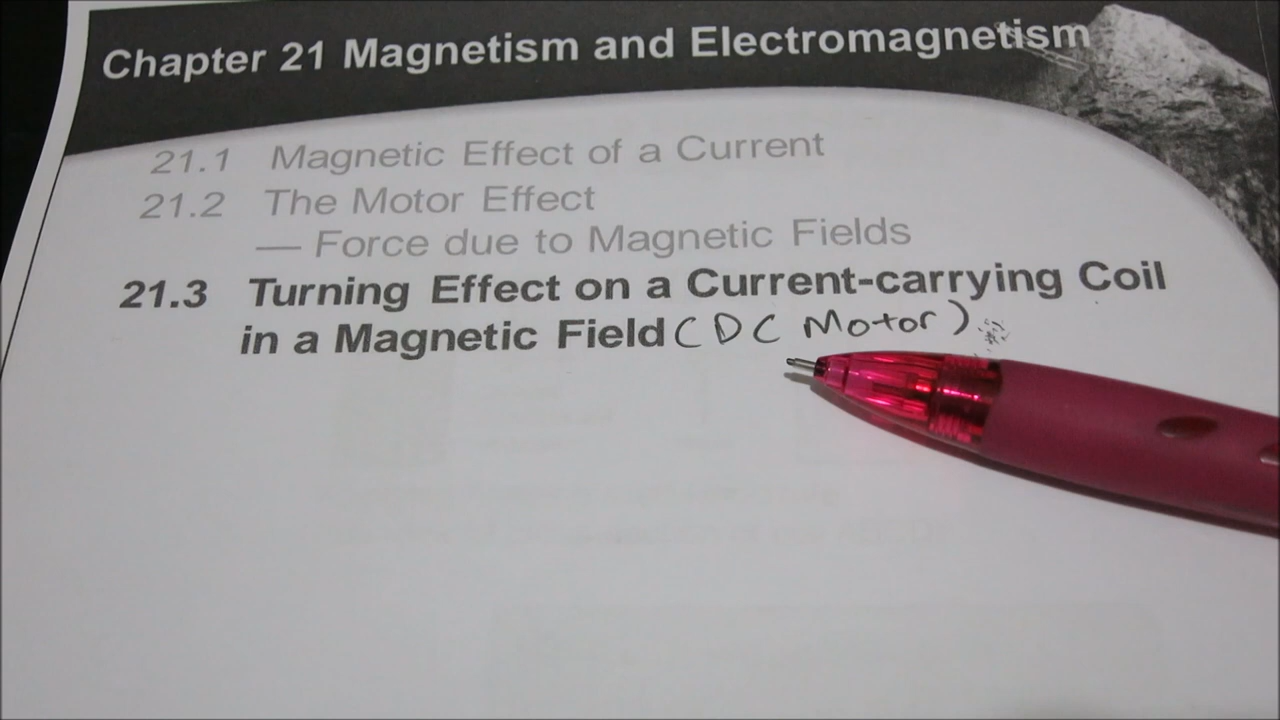 Chapter 21 Magnetism and Electromagnetism
21.1 Magnetic Effect of a Current
21.2 The Motor Effect
— Force due to Magnetic Fields
21.3 Turning Effect on a Current-carrying Coil
in a Magnetic Field (DC Motor)